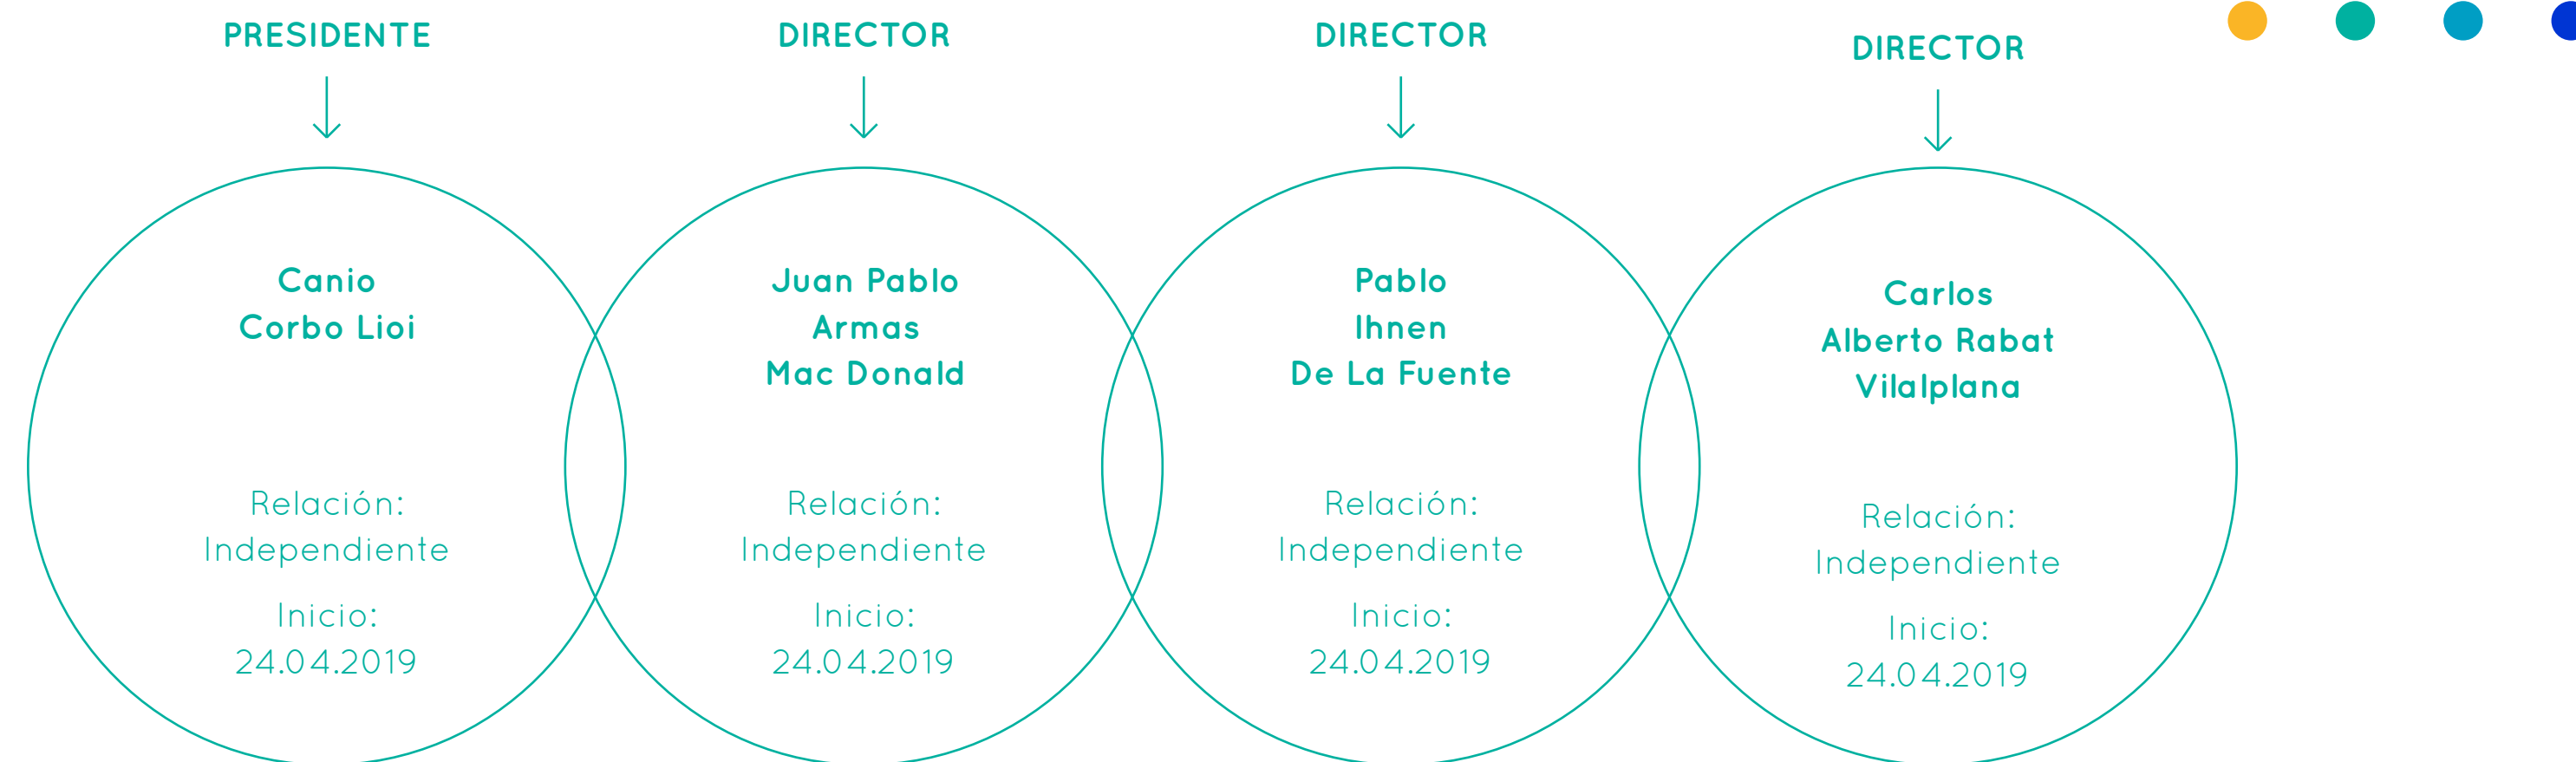 PRESIDENTE
Canio
Corbo Lioi
Relación:
Independiente
Inicio:
24.04.2019
DIRECTOR
Juan Pablo
Armas
Mac Donald
Relación:
Independiente
Inicio:
24.04.2019
DIRECTOR
Pablo
Ihnen
De La Fuente
Relación:
Independiente
Inicio:
24.04.2019
DIRECTOR
Carlos
Alberto Rabat
Vilalplana
Relación:
Independiente
Inicio:
24.04.2019